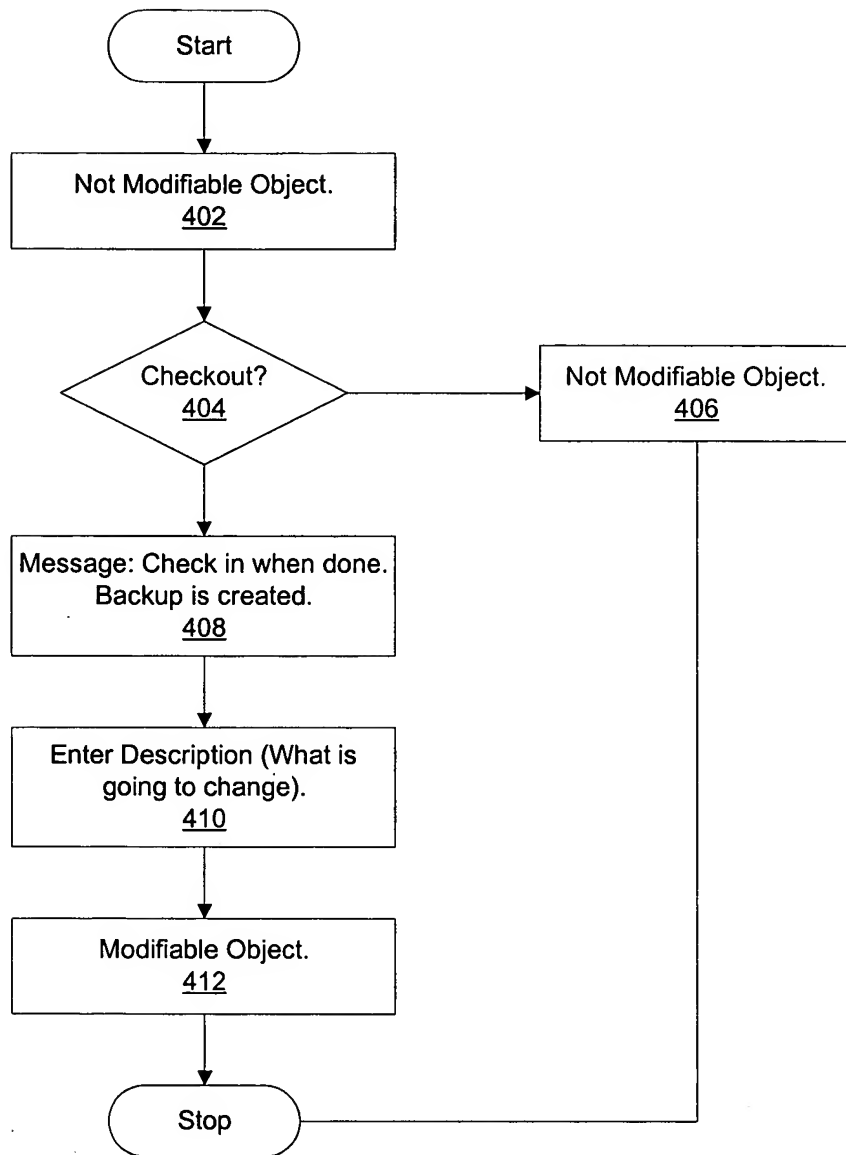 Start
Not Modifiable Object.
402
Checkout?
404
Not Modifiable Object.
406
Message: Check in when done.
Backup is created.
408
Enter Description (What is
going to change).
410
Modifiable Object.
412
Stop